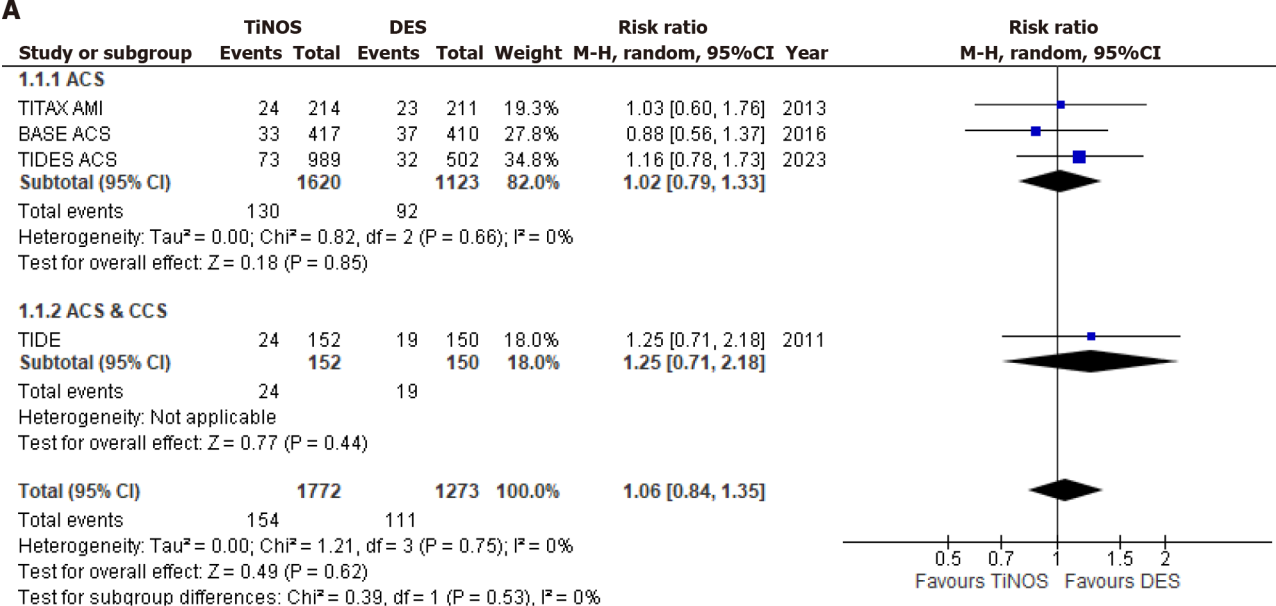 A
TiNOS DES Risk ratio Risk ratio
Study or subgroup Events Total Events Total Weight M-H, random, 95%CI Year M-H, random, 95%CI
1.1.1 ACS
TITAX AMI 24 214 23 211 19.3% 1.03 [0.60, 1.76] 2013
BASE ACS 33 417 37 410 27.8% 0.88 [0.56, 1.37] 2016
TIDES ACS 73 989 32 502 34.8% 1.16 [0.78, 1.73] 2023
Subtotal (95% CI) 1620 1123 82.0% 1.02 [0.79, 1.33]
Total events 130 92
Heterogeneity: Tau² = 0.00; Chi² = 0.82, df = 2 (P = 0.66); I² = 0%
Test for overall effect: Z = 0.18 (P = 0.85)
1.1.2 ACS & CCS
TIDE 24 152 19 150 18.0% 1.25 [0.71, 2.18] 2011
Subtotal (95% CI) 152 150 18.0% 1.25 [0.71, 2.18]
Total events 24 19
Heterogeneity: Not applicable
Test for overall effect: Z = 0.77 (P = 0.44)
Total (95% CI) 1772 1273 100.0% 1.06 [0.84, 1.35]
Total events 154 111
Heterogeneity: Tau² = 0.00; Chi² = 1.21, df = 3 (P = 0.75); I² = 0%
Test for overall effect: Z = 0.49 (P = 0.62)
Test for subgroup differences: Chi² = 0.39, df = 1 (P = 0.53), I² = 0%
0.5 0.7 1 1.5 2
Favours TiNOS Favours DES